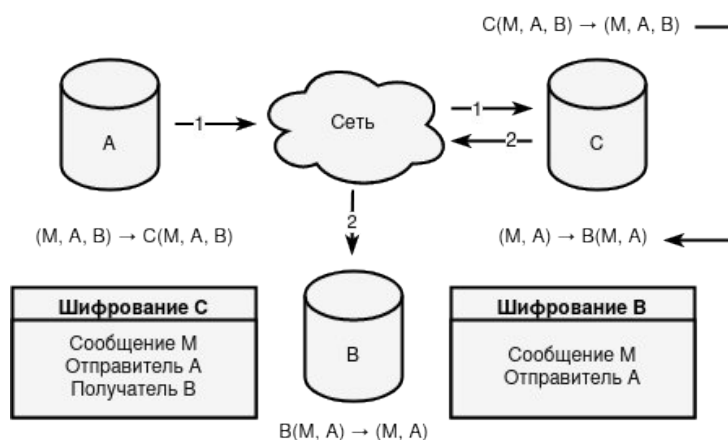 C(M, A, B) → (M, A, B)
A
1
Сеть
1
2
C
2
(M, A, B) → C(M, A, B)
(M, A) → B(M, A)
Шифрование C
Сообщение M
Отправитель A
Получатель B
B
Шифрование B
Сообщение M
Отправитель A
B(M, A) → (M, A)